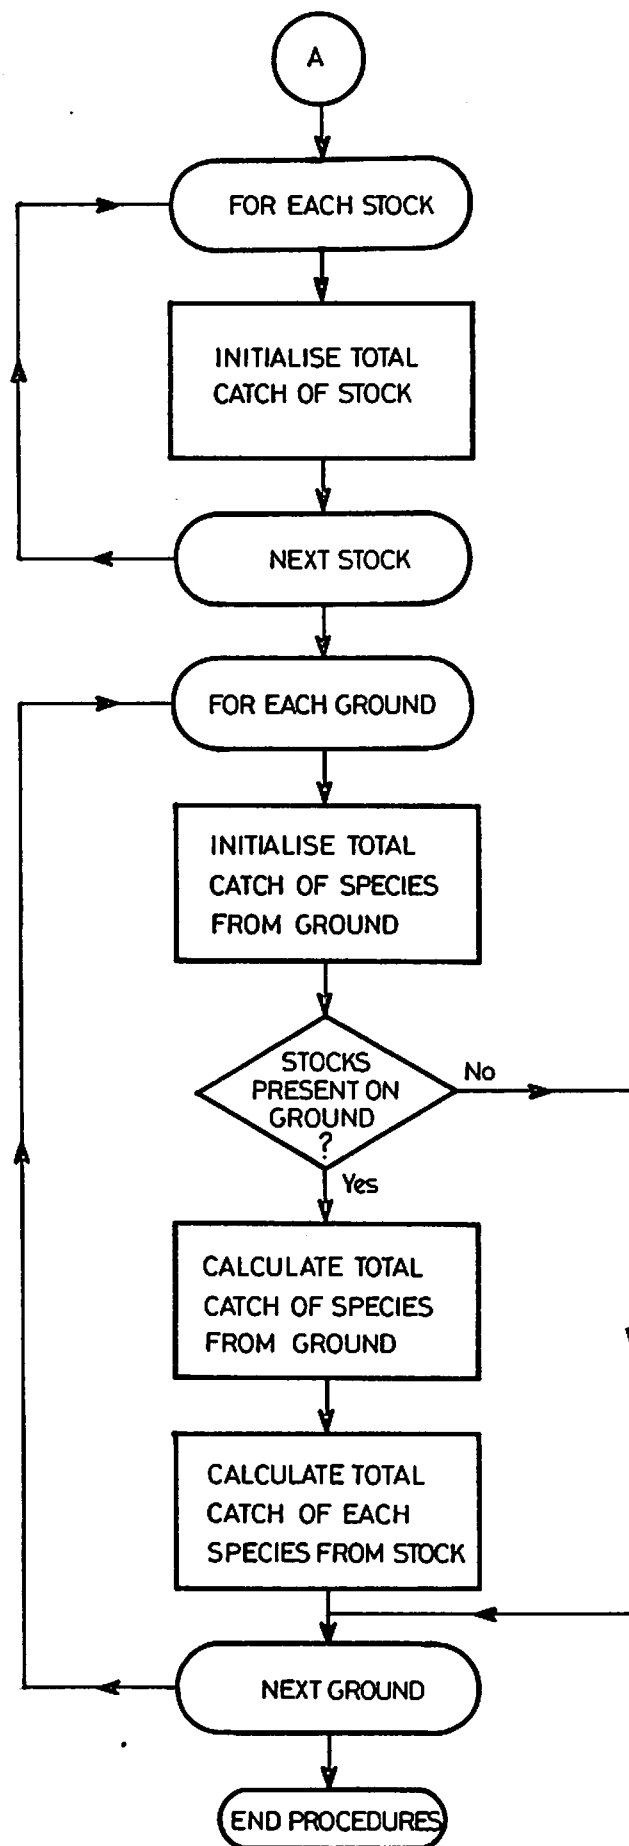 A
FOR EACH STOCK
INITIALISE TOTAL
CATCH OF STOCK
NEXT STOCK
FOR EACH GROUND
INITIALISE TOTAL
CATCH OF SPECIES
FROM GROUND
STOCKS
PRESENT ON
GROUND
?
No
Yes
CALCULATE TOTAL
CATCH OF SPECIES
FROM GROUND
CALCULATE TOTAL
CATCH OF EACH
SPECIES FROM STOCK
NEXT GROUND
END PROCEDURES